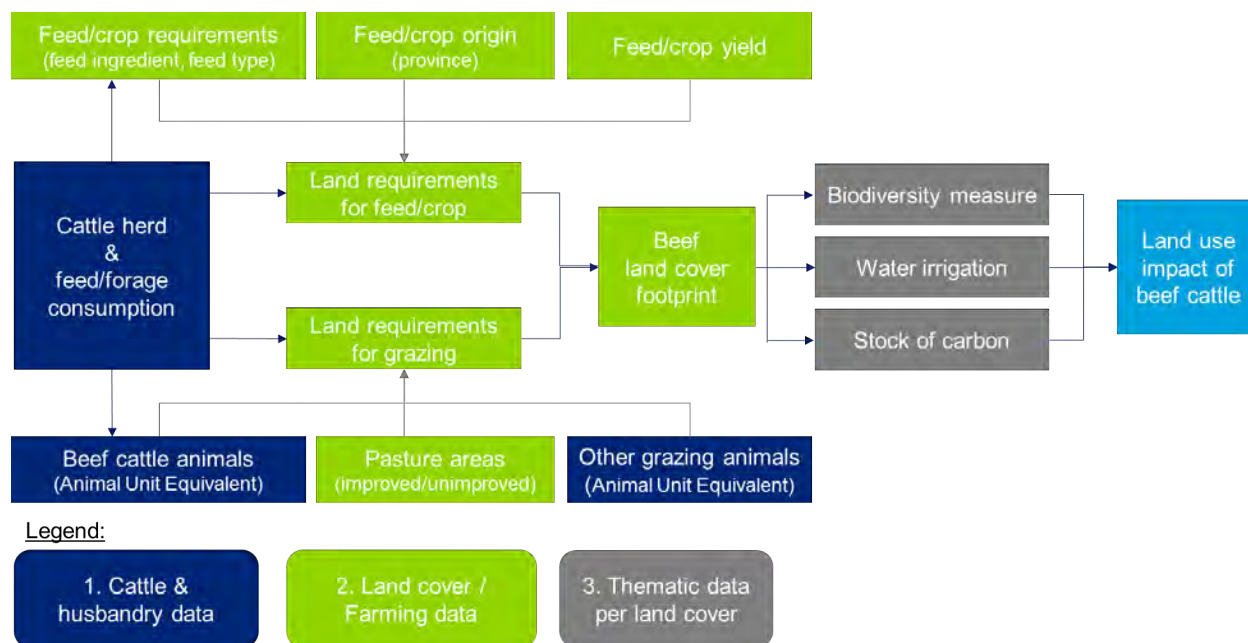 Feed/crop requirements
(feed ingredient, feed type)
Feed/crop origin
(province)
Feed/crop yield
Cattle herd
&
feed/forage
consumption
Land requirements
for feed/crop
Land requirements
for grazing
Beef
land cover
footprint
Biodiversity measure
Water irrigation
Stock of carbon
Land use
impact of
beef cattle
Beef cattle animals
(Animal Unit Equivalent)
Pasture areas
(improved/unimproved)
Other grazing animals
(Animal Unit Equivalent)
Legend:
1. Cattle &
husbandry data
2. Land cover /
Farming data
3. Thematic data
per land cover